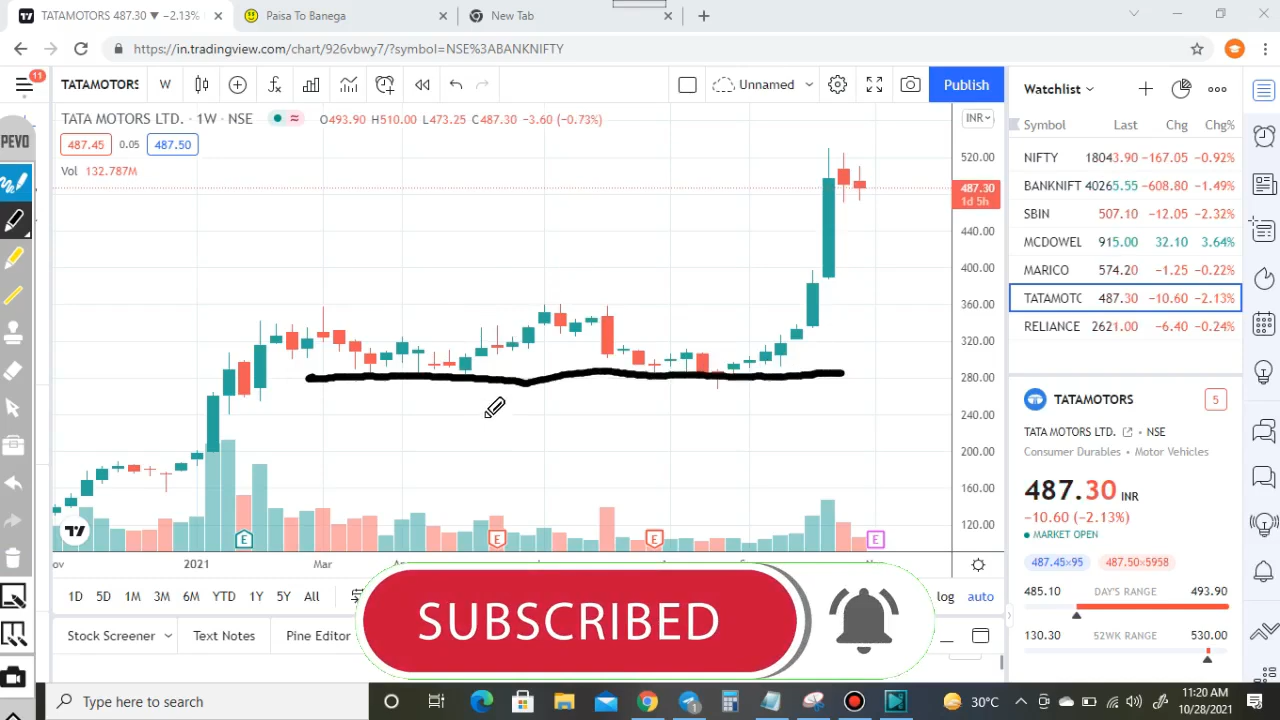 TATAMOTORS 487.30 ▼ −2.13%
Paisa To Banega
New Tab
https://in.tradingview.com/chart/926vbwy7/?symbol=NSE%3ABANKNIFTY
11
TATAMOTORS
W
Unnamed
Publish
Watchlist
TATA MOTORS LTD. · 1W · NSE
O493.90 H510.00 L473.25 C487.30 −3.60 (−0.73%)
INR
487.45
0.05
487.50
Vol 132.787M
PEVO
Symbol Last Chg Chg%
NIFTY 18043.90 −167.05 −0.92%
BANKNIFT 40265.55 −608.80 −1.49%
SBIN 507.10 −12.05 −2.32%
MCDOWEL 915.00 32.10 3.64%
MARICO 574.20 −1.25 −0.22%
TATAMOTC 487.30 −10.60 −2.13%
RELIANCE 2621.00 −6.40 −0.24%
520.00
487.30
1d 5h
440.00
400.00
360.00
320.00
280.00
240.00
200.00
160.00
120.00
TATAMOTORS
5
TATA MOTORS LTD. • NSE
Consumer Durables • Motor Vehicles
487.30 INR
−10.60 (−2.13%)
MARKET OPEN
487.45×95
487.50×5958
485.10 DAY'S RANGE 493.90
130.30 52WK RANGE 530.00
E
E
E
E
2021
Mar
1D 5D 1M 3M 6M YTD 1Y 5Y All
log auto
Stock Screener
Text Notes
Pine Editor
SUBSCRIBED
Type here to search
1
30°C
11:20 AM
10/28/2021